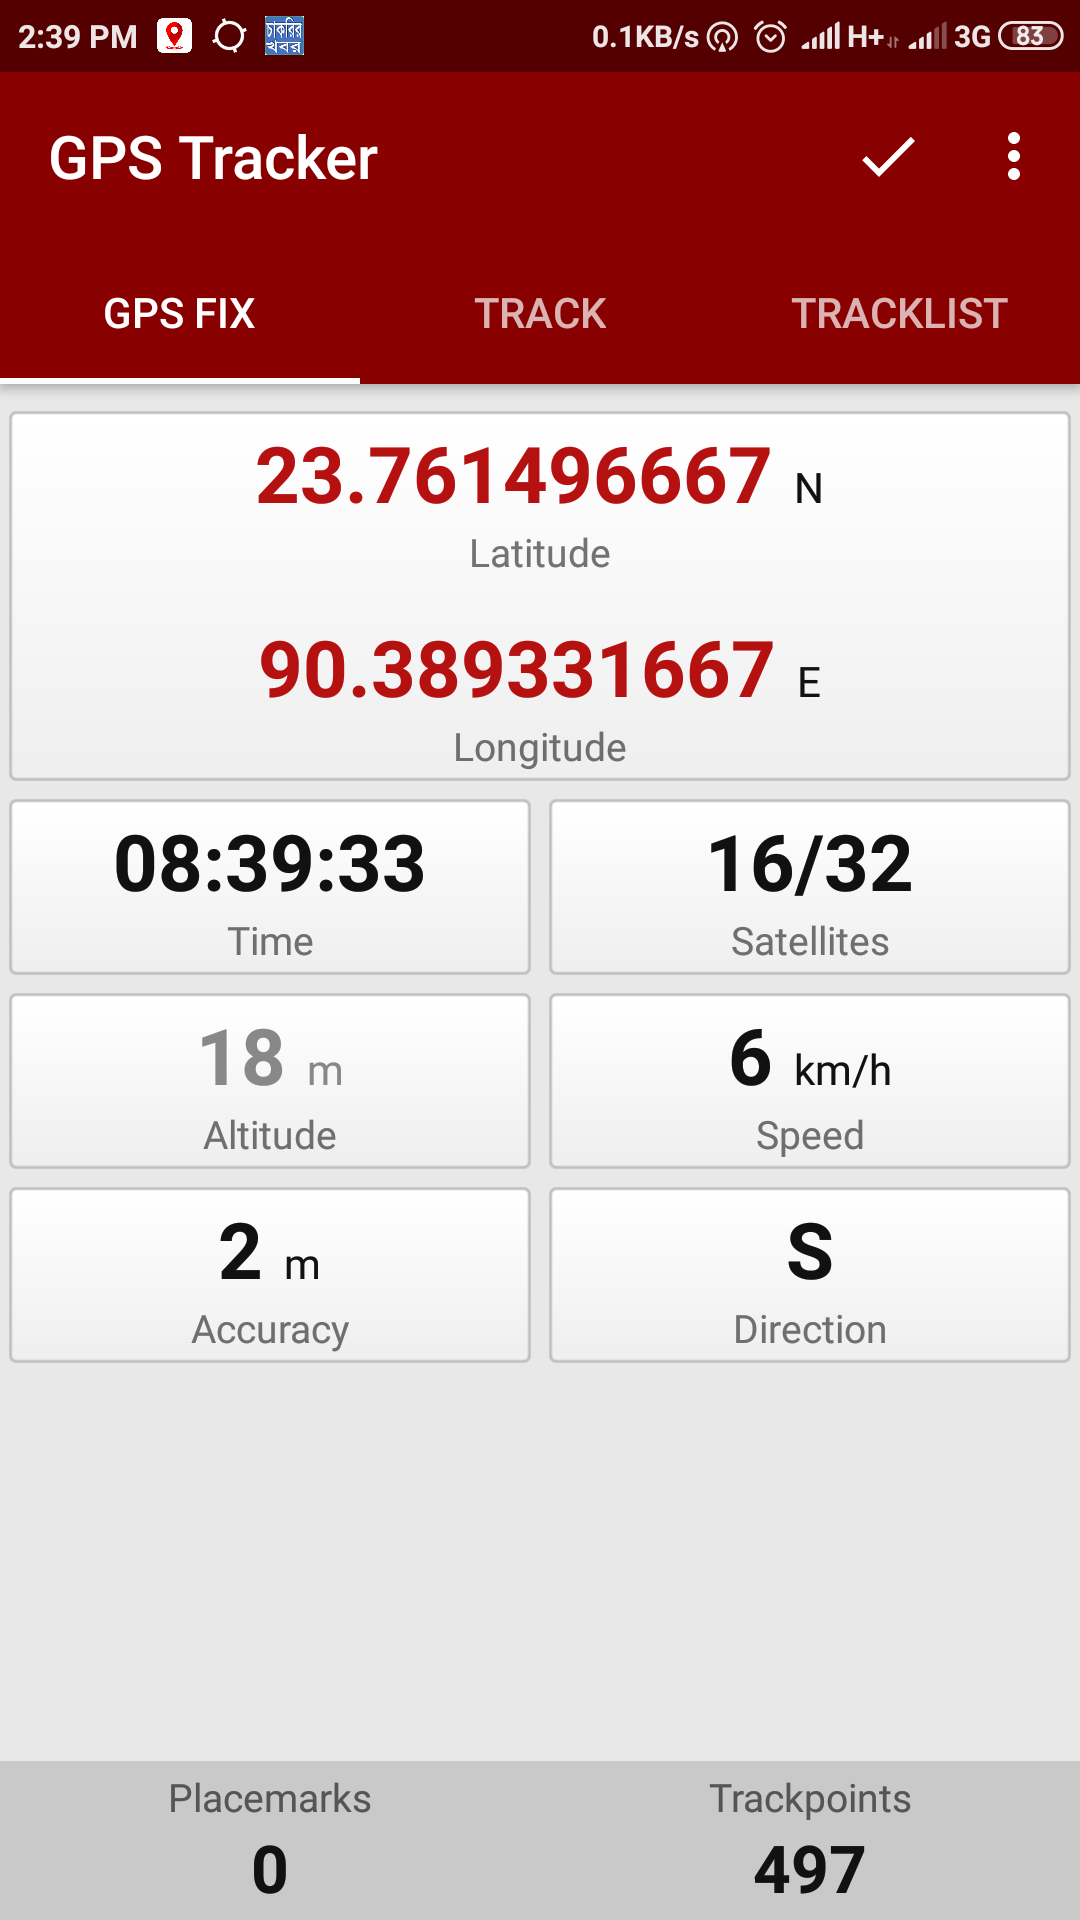 2:39 PM চাকরির খবর 0.1KB/s H+ 3G 83
GPS Tracker
GPS FIX TRACK TRACKLIST
23.761496667 N
Latitude
90.389331667 E
Longitude
08:39:33 16/32
Time Satellites
18 m 6 km/h
Altitude Speed
2 m S
Accuracy Direction
Placemarks Trackpoints
0 497